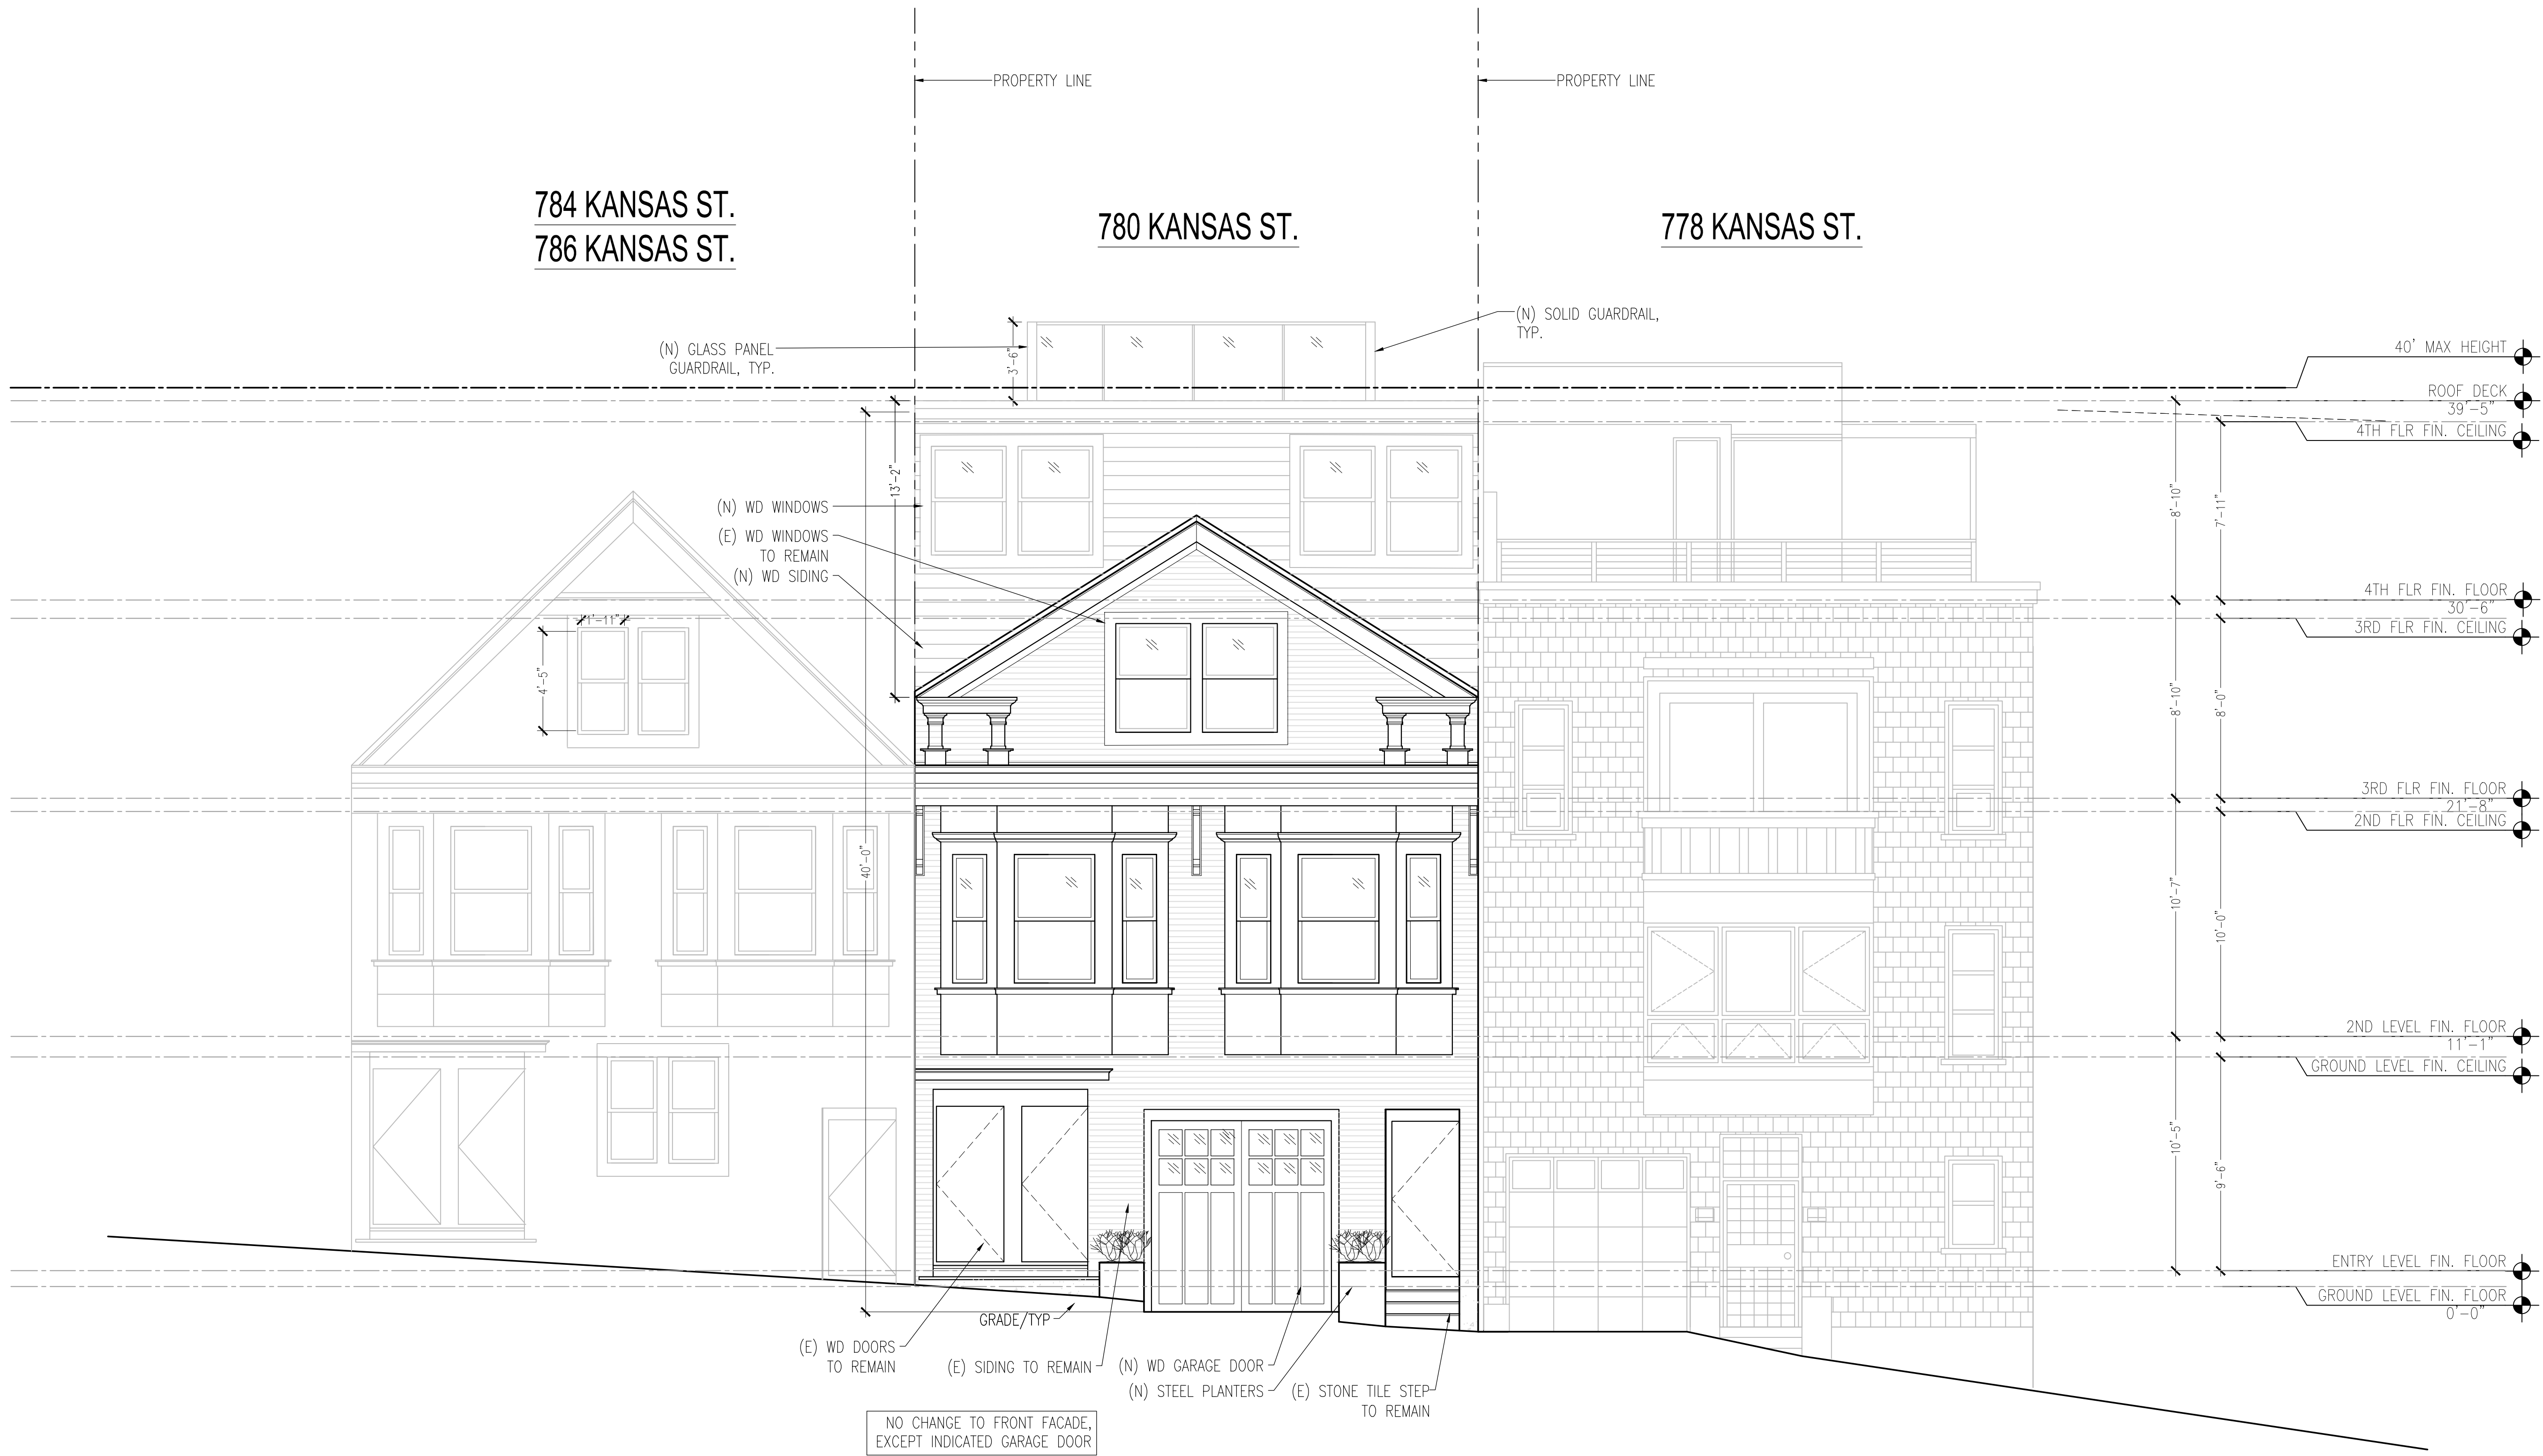 PROPERTY LINE
PROPERTY LINE
784 KANSAS ST.
786 KANSAS ST.
780 KANSAS ST.
778 KANSAS ST.
(N) GLASS PANEL
GUARDRAIL, TYP.
3'-6"
(N) SOLID GUARDRAIL,
TYP.
40' MAX HEIGHT
ROOF DECK
39'-5"
4TH FLR FIN. CEILING
13'-2"
(N) WD WINDOWS
(E) WD WINDOWS
TO REMAIN
(N) WD SIDING
8'-10"
7'-11"
4TH FLR FIN. FLOOR
30'-6"
3RD FLR FIN. CEILING
1'-11"
4'-5"
8'-10"
8'-0"
3RD FLR FIN. FLOOR
21'-8"
2ND FLR FIN. CEILING
40'-0"
10'-7"
10'-0"
2ND LEVEL FIN. FLOOR
11'-1"
GROUND LEVEL FIN. CEILING
10'-5"
9'-6"
ENTRY LEVEL FIN. FLOOR
GROUND LEVEL FIN. FLOOR
0'-0"
GRADE/TYP
(E) WD DOORS
TO REMAIN
(E) SIDING TO REMAIN
(N) WD GARAGE DOOR
(N) STEEL PLANTERS
(E) STONE TILE STEP
TO REMAIN
NO CHANGE TO FRONT FACADE,
EXCEPT INDICATED GARAGE DOOR